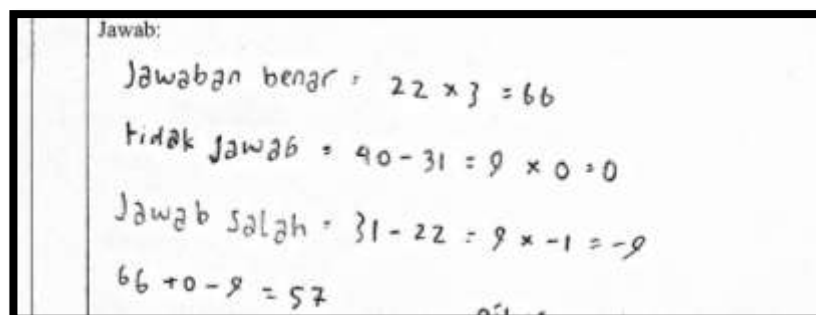 Jawab:
Jawaban benar = 22 × 3 = 66
tidak Jawab = 40 - 31 = 9 × 0 = 0
Jawab Salah = 31 - 22 = 9 × -1 = -9
66 + 0 - 9 = 57